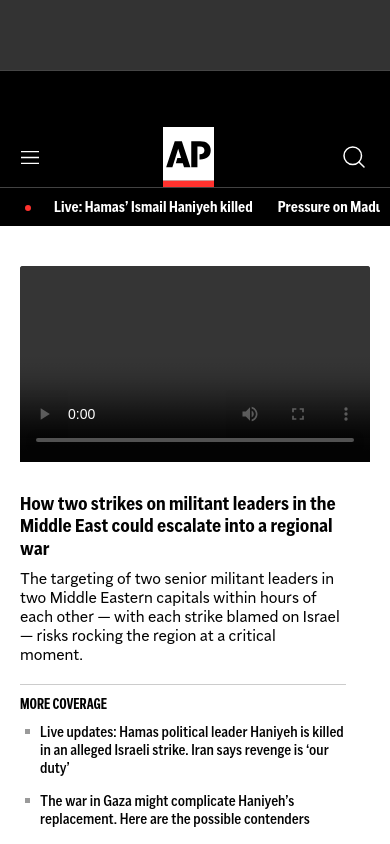 AP
Live: Hamas’ Ismail Haniyeh killed
Pressure on Madu
0:00
How two strikes on militant leaders in the
Middle East could escalate into a regional
war
The targeting of two senior militant leaders in
two Middle Eastern capitals within hours of
each other — with each strike blamed on Israel
— risks rocking the region at a critical
moment.
MORE COVERAGE
Live updates: Hamas political leader Haniyeh is killed
in an alleged Israeli strike. Iran says revenge is ‘our
duty’
The war in Gaza might complicate Haniyeh’s
replacement. Here are the possible contenders